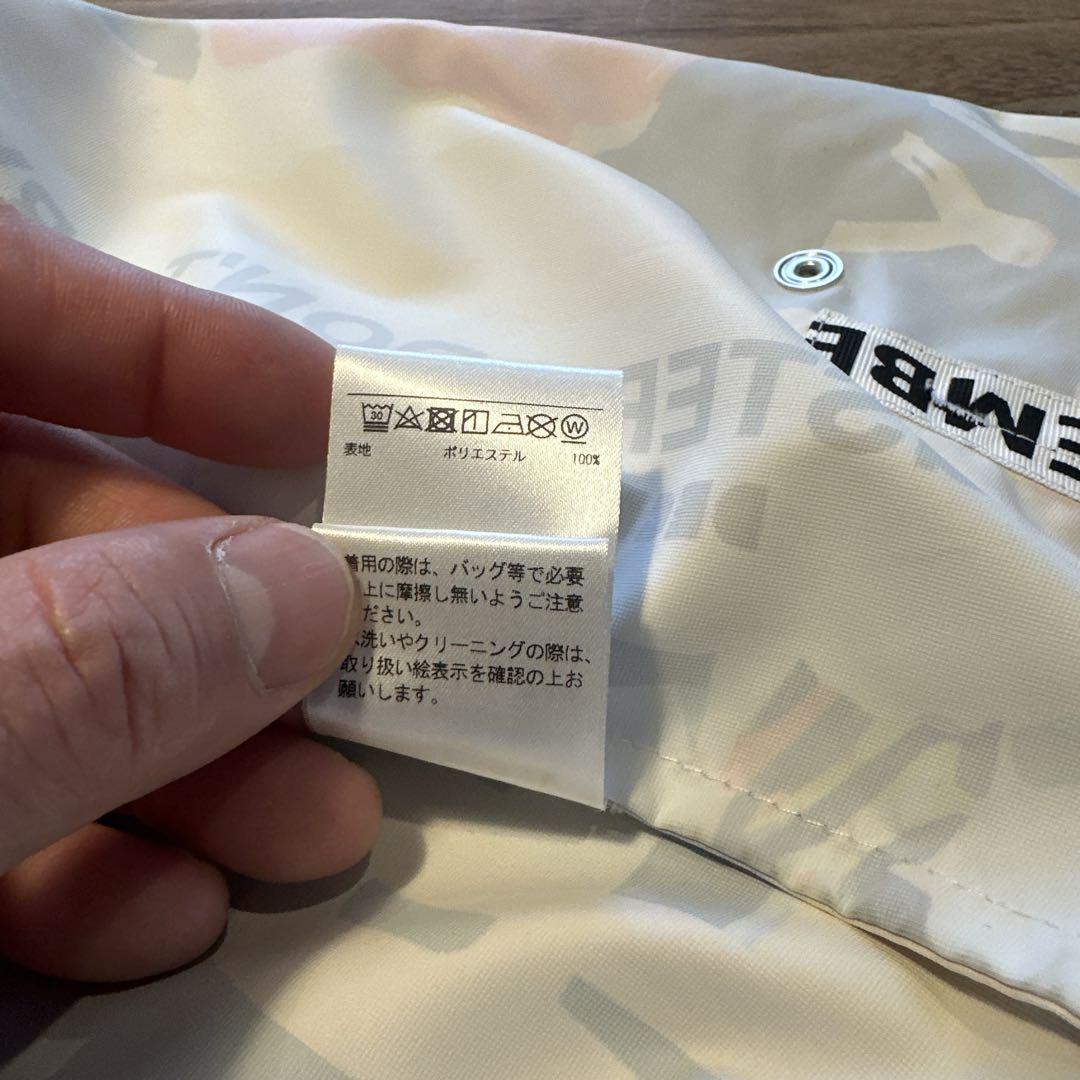 30 W
表地 ポリエステル 100%
着用の際は、バッグ等で必要
上に摩擦し無いようご注意
ださい。
洗いやクリーニングの際は、
取り扱い絵表示を確認の上お
願いします。
EMBE